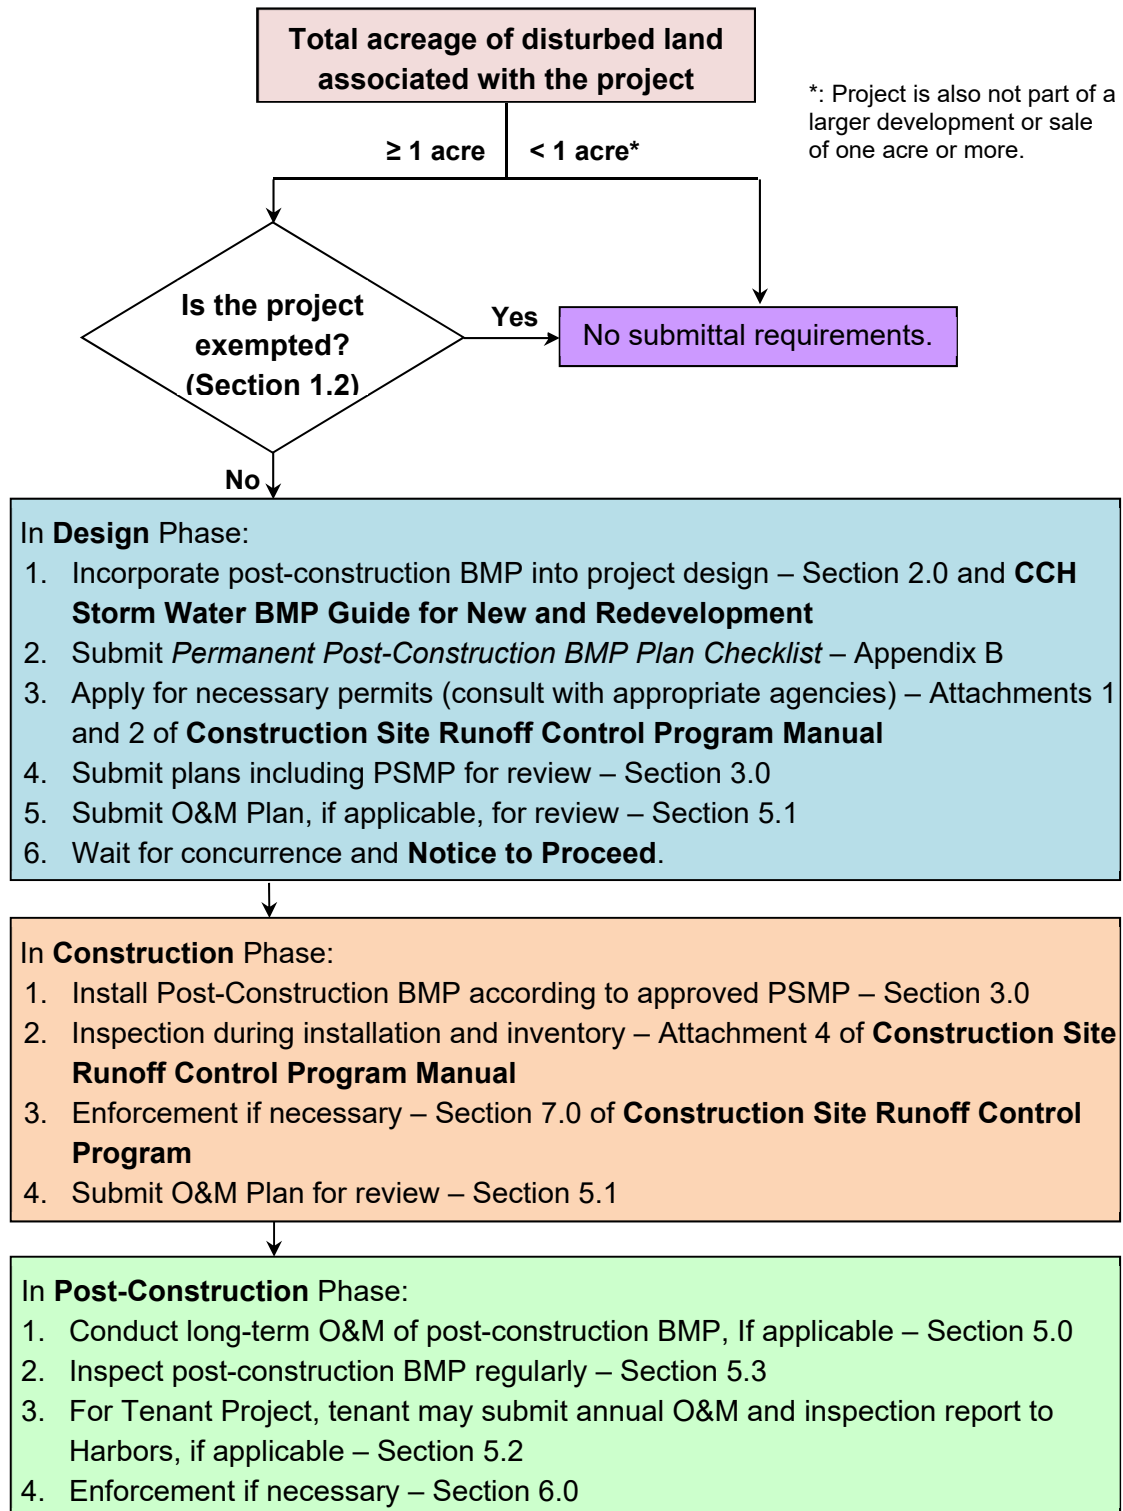 Total acreage of disturbed land
associated with the project
*: Project is also not part of a
larger development or sale
of one acre or more.
≥ 1 acre
< 1 acre*
Is the project
exempted?
(Section 1.2)
Yes
No submittal requirements.
No
In Design Phase:
1. Incorporate post-construction BMP into project design – Section 2.0 and CCH
Storm Water BMP Guide for New and Redevelopment
2. Submit Permanent Post-Construction BMP Plan Checklist – Appendix B
3. Apply for necessary permits (consult with appropriate agencies) – Attachments 1
and 2 of Construction Site Runoff Control Program Manual
4. Submit plans including PSMP for review – Section 3.0
5. Submit O&M Plan, if applicable, for review – Section 5.1
6. Wait for concurrence and Notice to Proceed.
In Construction Phase:
1. Install Post-Construction BMP according to approved PSMP – Section 3.0
2. Inspection during installation and inventory – Attachment 4 of Construction Site
Runoff Control Program Manual
3. Enforcement if necessary – Section 7.0 of Construction Site Runoff Control
Program
4. Submit O&M Plan for review – Section 5.1
In Post-Construction Phase:
1. Conduct long-term O&M of post-construction BMP, If applicable – Section 5.0
2. Inspect post-construction BMP regularly – Section 5.3
3. For Tenant Project, tenant may submit annual O&M and inspection report to
Harbors, if applicable – Section 5.2
4. Enforcement if necessary – Section 6.0